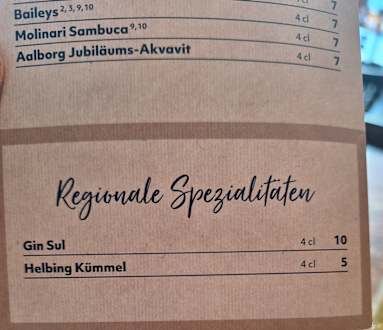 7
Baileys 2, 3, 9, 10 4 cl 7
Molinari Sambuca 9, 10 4 cl 7
Aalborg Jubiläums-Akvavit 4 cl 7
Regionale Spezialitäten
Gin Sul 4 cl 10
Helbing Kümmel 4 cl 5